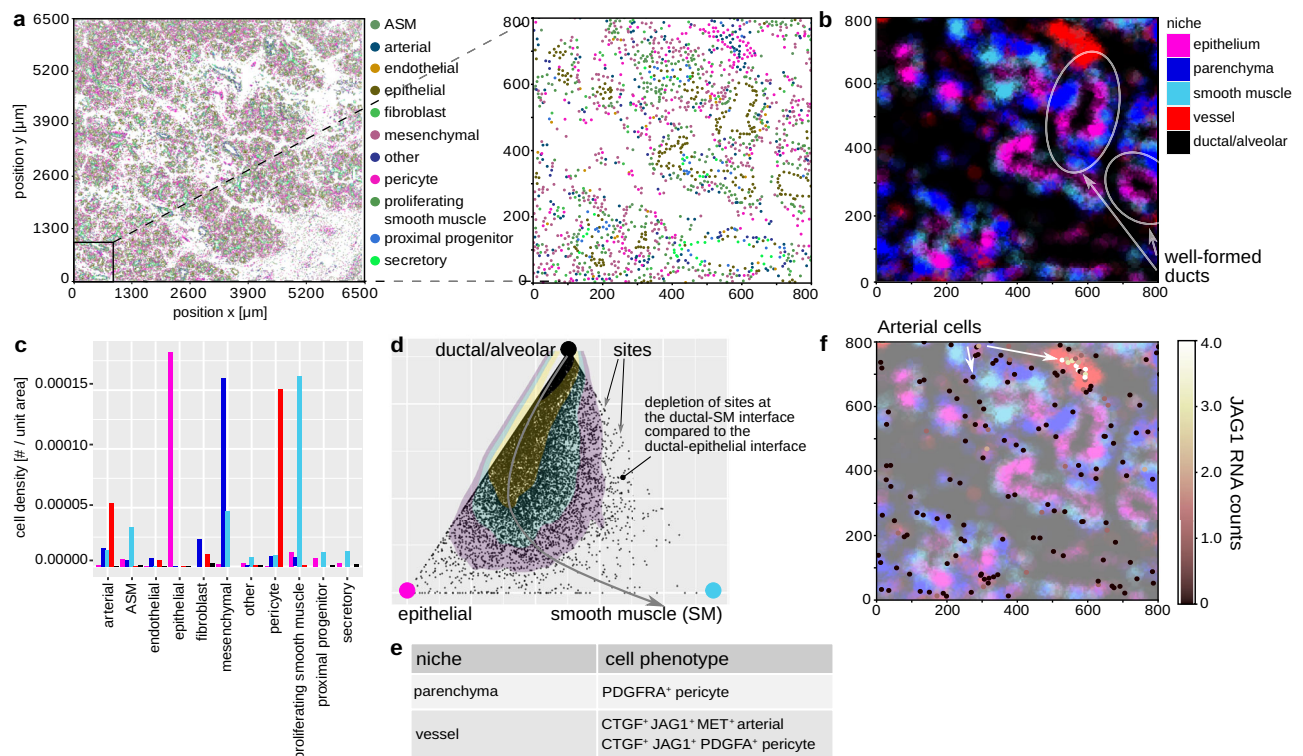 a
6500
5200
3900
2600
1300
0
0
1300
2600
3900
5200
6500
position y [µm]
position x [µm]
ASM
arterial
endothelial
epithelial
fibroblast
mesenchymal
other
pericyte
proliferating
smooth muscle
proximal progenitor
secretory
800
600
400
200
0
0
200
400
600
800
b
800
600
400
200
0
0
200
400
600
800
niche
epithelium
parenchyma
smooth muscle
vessel
ductal/alveolar
well-formed
ducts
c
cell density [# / unit area]
0.00015
0.00010
0.00005
0.00000
arterial
ASM
endothelial
epithelial
fibroblast
mesenchymal
other
pericyte
proliferating smooth muscle
proximal progenitor
secretory
d
ductal/alveolar
sites
depletion of sites at
the ductal-SM interface
compared to the
ductal-epithelial interface
epithelial
smooth muscle (SM)
e
niche cell phenotype
parenchyma PDGFRA⁺ pericyte
vessel CTGF⁺ JAG1⁺ MET⁺ arterial
CTGF⁺ JAG1⁺ PDGFA⁺ pericyte
f
Arterial cells
800
600
400
200
0
0
200
400
600
800
4.0
3.0
2.0
1.0
0
JAG1 RNA counts